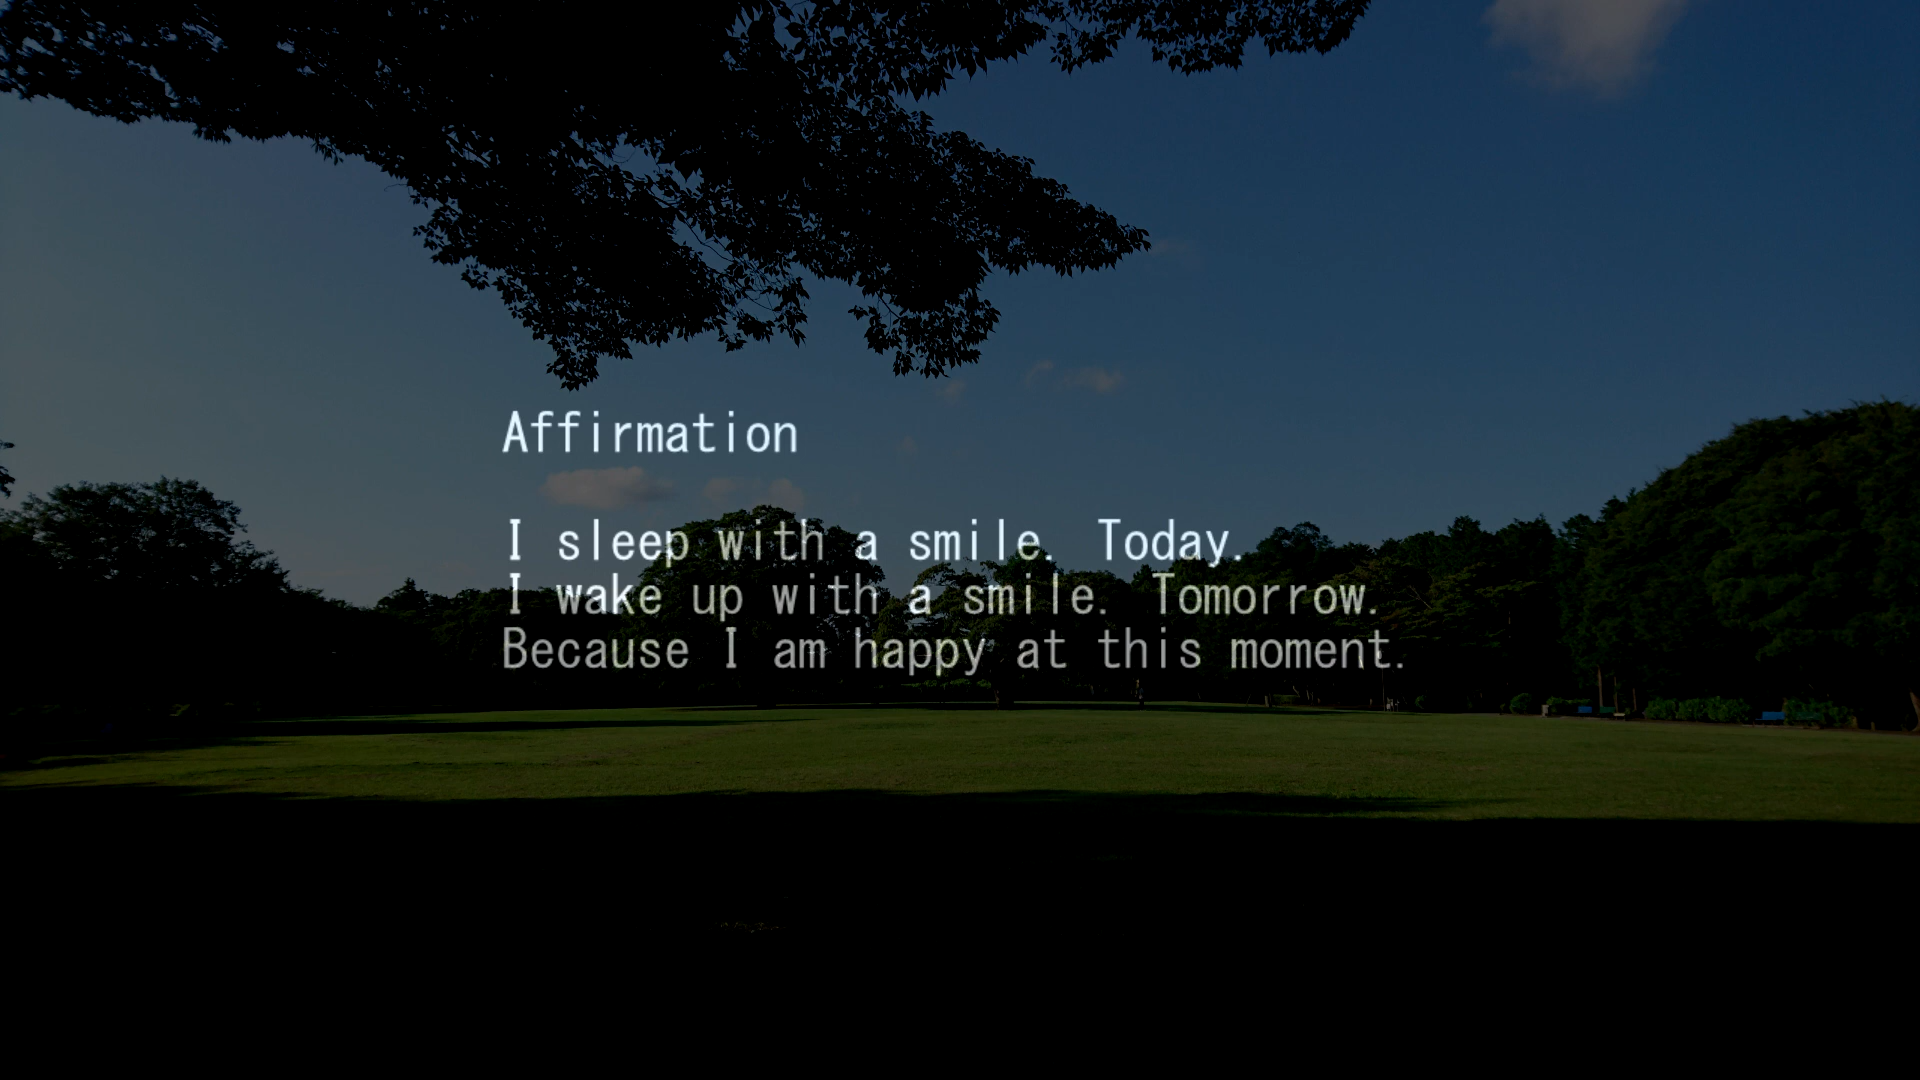 Affirmation
I sleep with a smile. Today.
I wake up with a smile. Tomorrow.
Because I am happy at this moment.